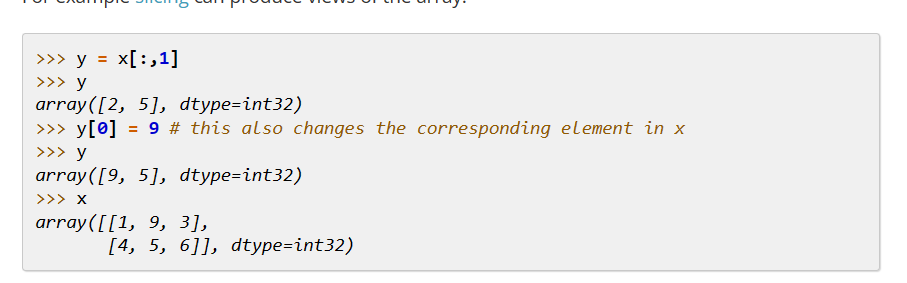 For example slicing can produce views of the array:
>>> y = x[:,1]
>>> y
array([2, 5], dtype=int32)
>>> y[0] = 9 # this also changes the corresponding element in x
>>> y
array([9, 5], dtype=int32)
>>> x
array([[1, 9, 3],
       [4, 5, 6]], dtype=int32)